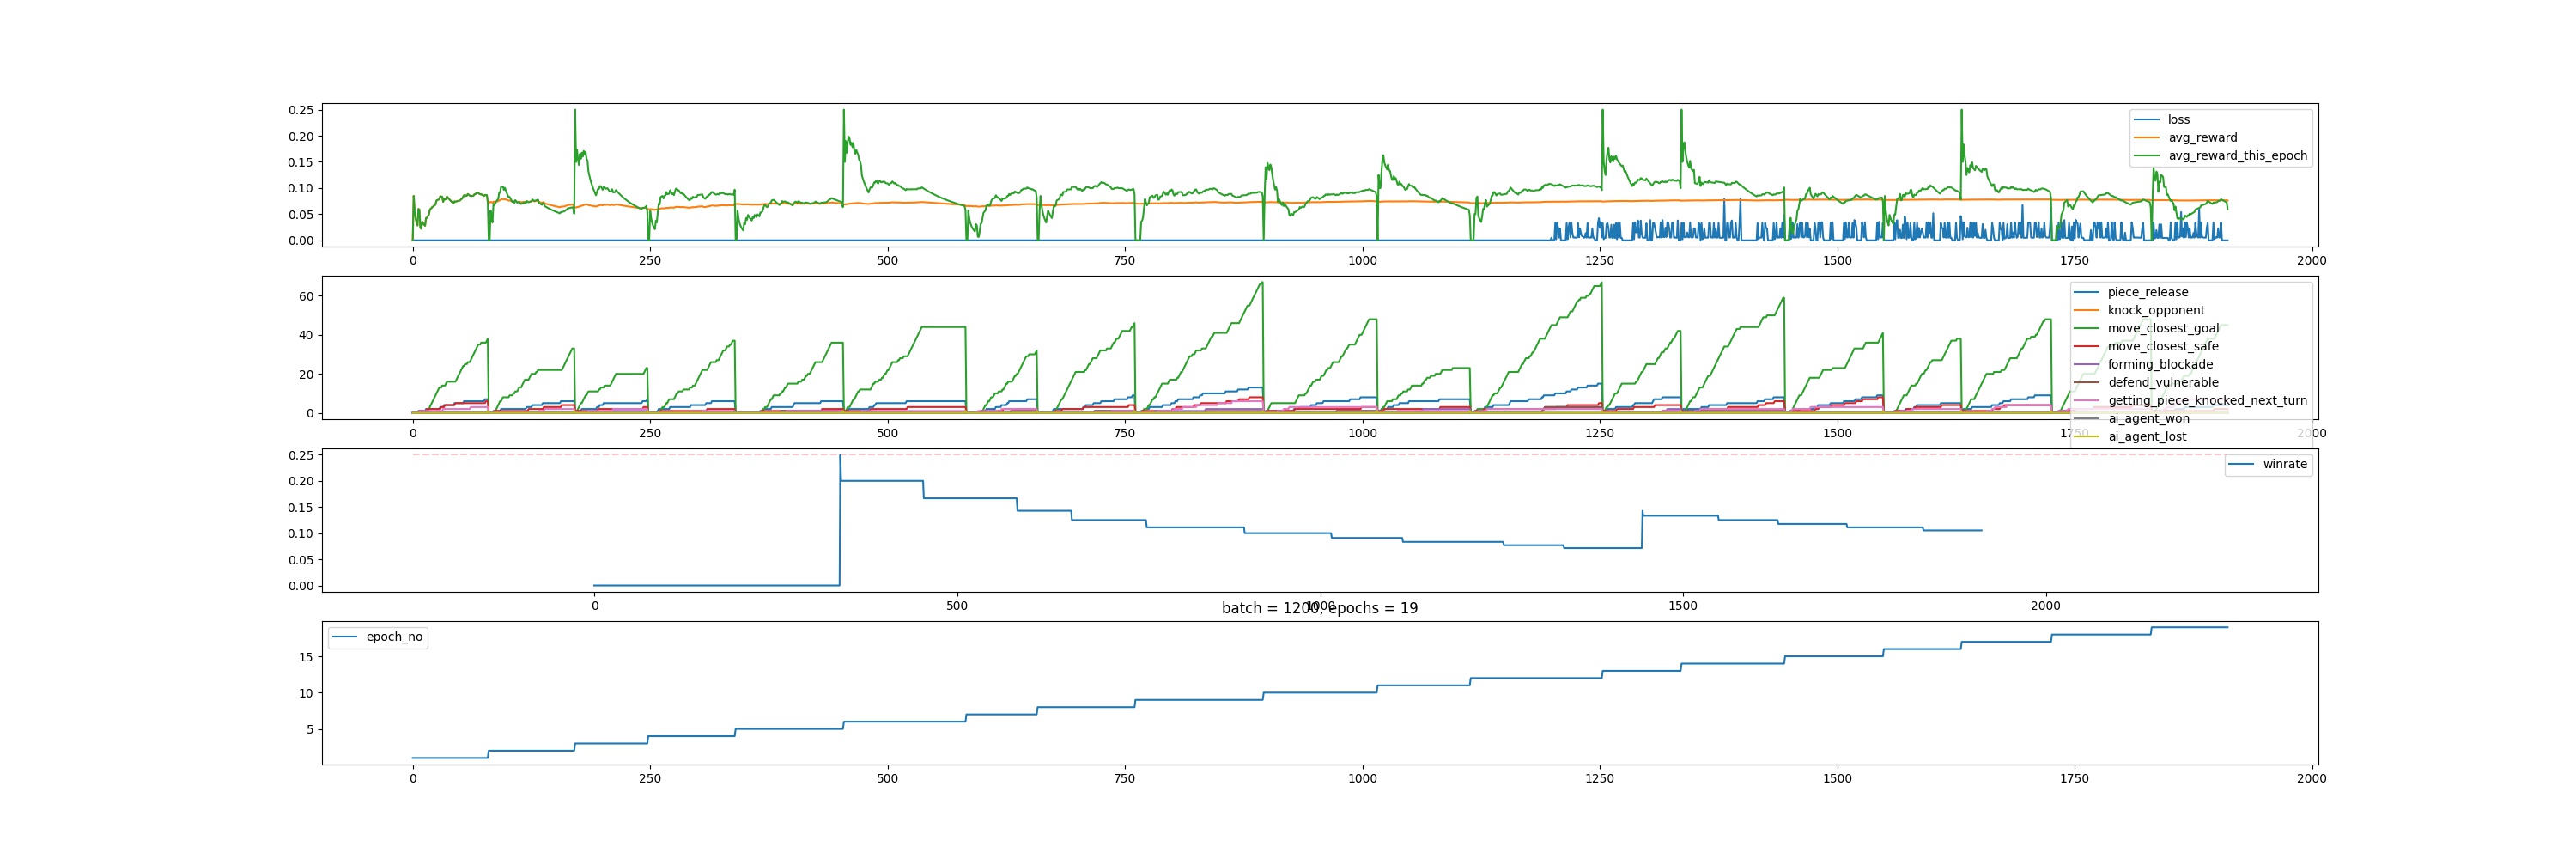 0.25
0.20
0.15
0.10
0.05
0.00
loss
avg_reward
avg_reward_this_epoch
0 250 500 750 1000 1250 1500 1750 2000
60
40
20
0
piece_release
knock_opponent
move_closest_goal
move_closest_safe
forming_blockade
defend_vulnerable
getting_piece_knocked_next_turn
ai_agent_won
ai_agent_lost
0 250 500 750 1000 1250 1500 1750 2000
0.25
0.20
0.15
0.10
0.05
0.00
winrate
0 500 1000 1500 2000
batch = 1200, epochs = 19
epoch_no
15
10
5
0 250 500 750 1000 1250 1500 1750 2000